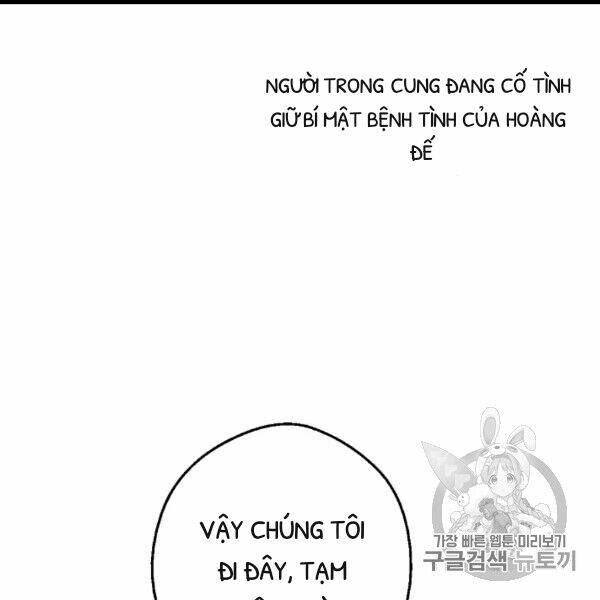 NGƯỜI TRONG CUNG ĐANG CỐ TÌNH
GIỮ BÍ MẬT BỆNH TÌNH CỦA HOÀNG
ĐẾ
VẬY CHÚNG TÔI
ĐI ĐÂY, TẠM
가장 빠른 웹툰 미리보기
구글검색 뉴토끼